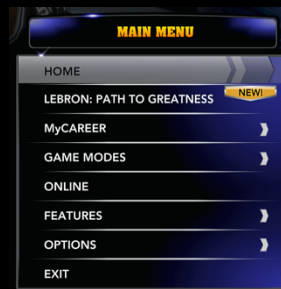 MAIN MENU
HOME
LEBRON: PATH TO GREATNESS NEW!
MyCAREER
GAME MODES
ONLINE
FEATURES
OPTIONS
EXIT